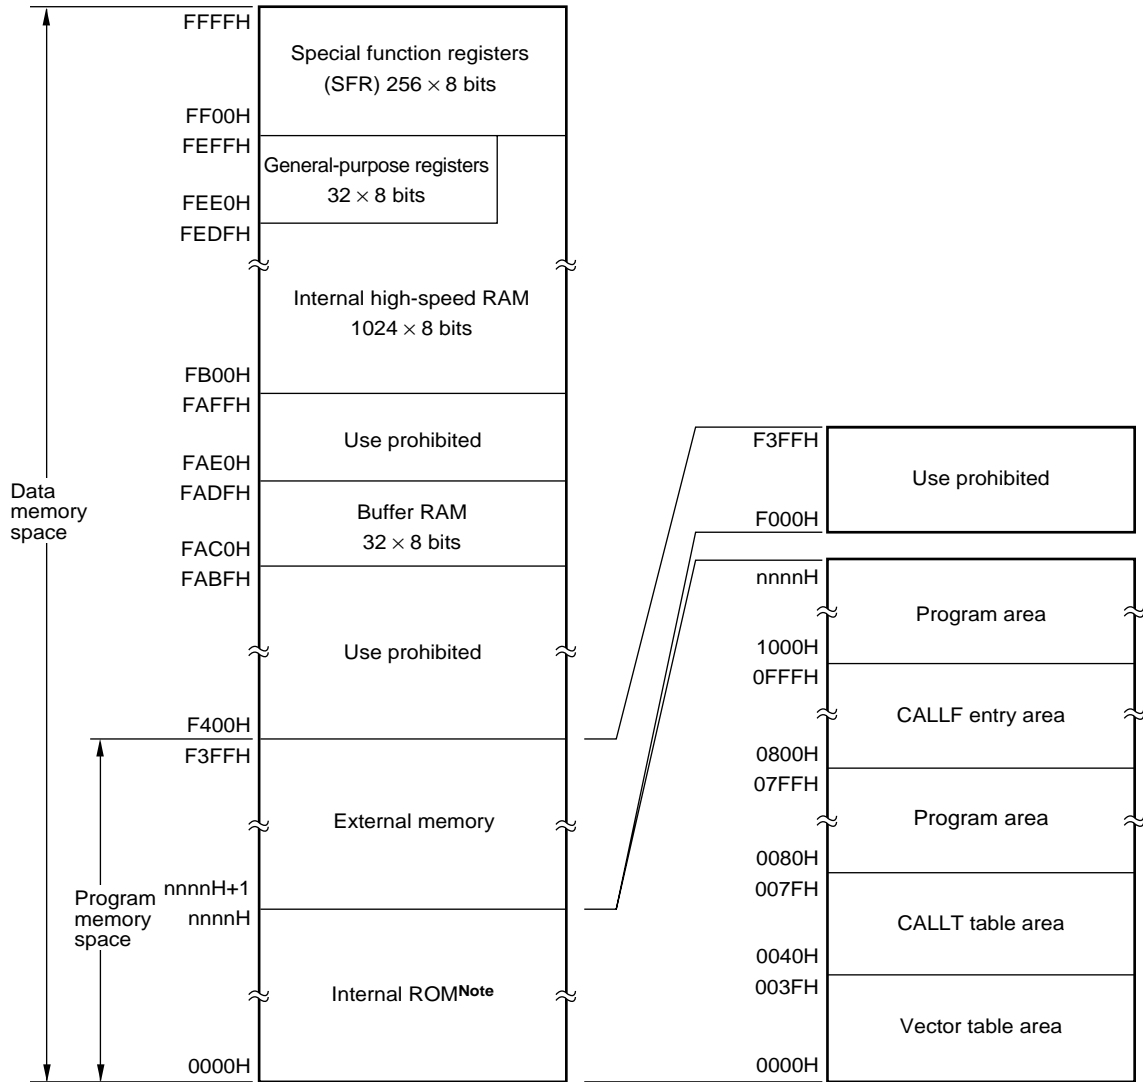 FFFFH
Special function registers
(SFR) 256 × 8 bits
FF00H
FEFFH
General-purpose registers
32 × 8 bits
FEE0H
FEDFH
Internal high-speed RAM
1024 × 8 bits
FB00H
FAFFH
Use prohibited
FAE0H
FADFH
Buffer RAM
32 × 8 bits
FAC0H
FABFH
Use prohibited
F400H
F3FFH
External memory
nnnnH+1
nnnnH
Internal ROMNote
0000H
Data
memory
space
Program
memory
space
F3FFH
Use prohibited
F000H
nnnnH
Program area
1000H
0FFFH
CALLF entry area
0800H
07FFH
Program area
0080H
007FH
CALLT table area
0040H
003FH
Vector table area
0000H